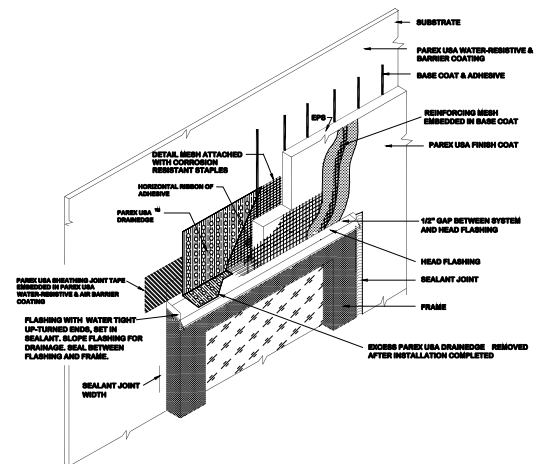 SUBSTRATE
PAREX USA WATER-RESISTIVE &
BARRIER COATING
BASE COAT & ADHESIVE
EPS
REINFORCING MESH
EMBEDDED IN BASE COAT
PAREX USA FINISH COAT
DETAIL MESH ATTACHED
WITH CORROSION
RESISTANT STAPLES
HORIZONTAL RIBBON OF
ADHESIVE
PAREX USA ™
DRAINEDGE
1/2" GAP BETWEEN SYSTEM
AND HEAD FLASHING
HEAD FLASHING
SEALANT JOINT
PAREX USA SHEATHING JOINT TAPE
EMBEDDED IN PAREX USA
WATER-RESISTIVE & AIR BARRIER
COATING
FRAME
FLASHING WITH WATER TIGHT
UP-TURNED ENDS, SET IN
SEALANT. SLOPE FLASHING FOR
DRAINAGE. SEAL BETWEEN
FLASHING AND FRAME.
EXCESS PAREX USA DRAINEDGE REMOVED
AFTER INSTALLATION COMPLETED
SEALANT JOINT
WIDTH